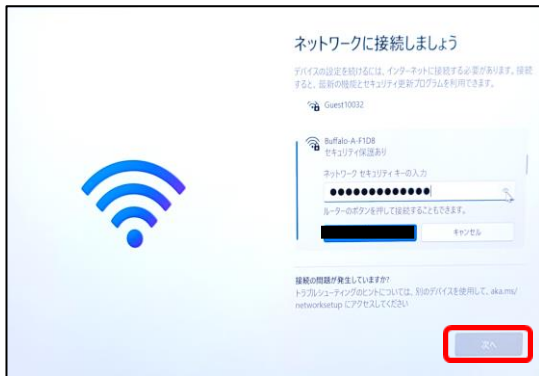 ネットワークに接続しましょう
デバイスの設定を続けるには、インターネットに接続する必要があります。接続
すると、最新の機能とセキュリティ更新プログラムを利用できます。
Guest10032
Buffalo-A-F1D8
セキュリティ保護あり
ネットワーク セキュリティ キーの入力
●●●●●●●●●●●●●
ルーターのボタンを押して接続することもできます。
キャンセル
接続の問題が発生していますか?
トラブルシューティングのヒントについては、別のデバイスを使用して、aka.ms/
networksetup にアクセスしてください
次へ